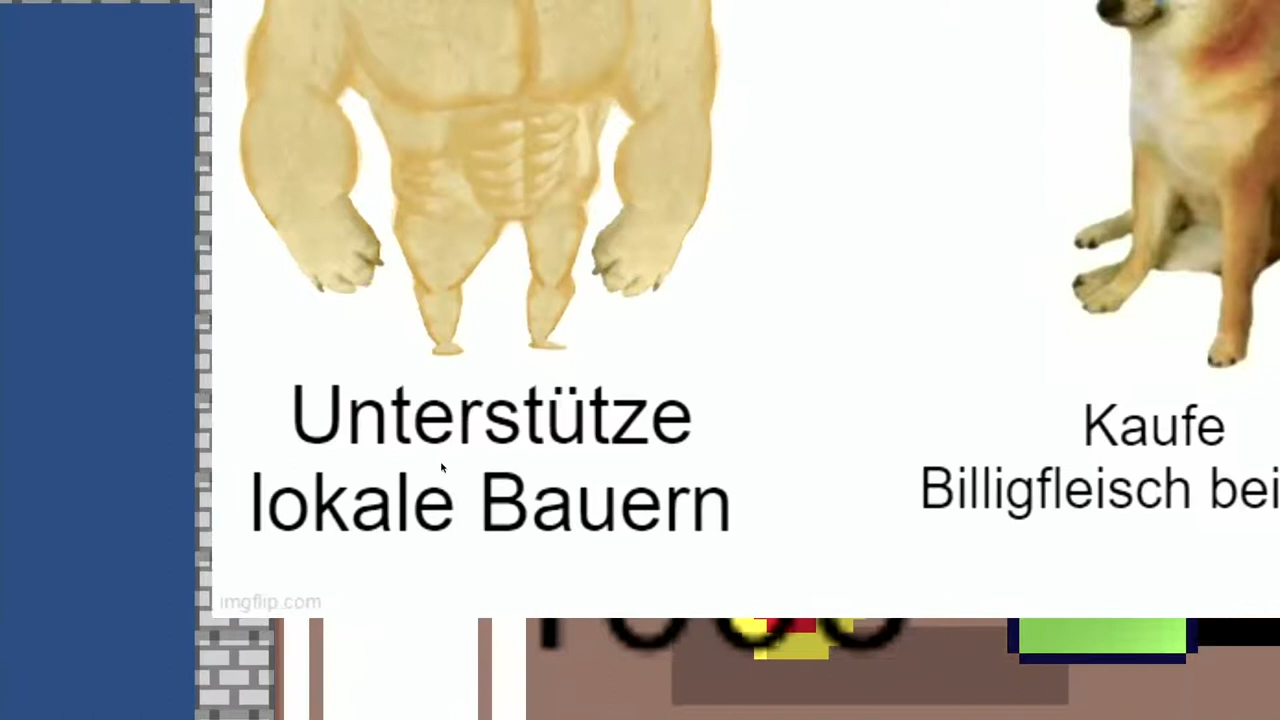 Unterstütze
lokale Bauern
Kaufe
Billigfleisch bei
imgflip.com